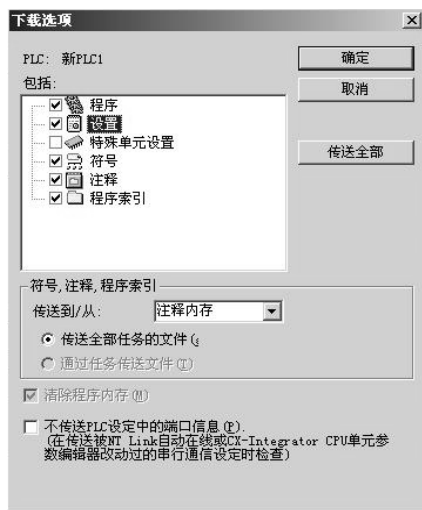 下载选项
PLC: 新PLC1
确定
包括:
取消
程序
设置
特殊单元设置
传送全部
符号
注释
程序索引
符号,注释,程序索引
传送到/从: 注释内存
传送全部任务的文件(
通过任务传送文件(T)
清除程序内存(M)
不传送PLC设定中的端口信息(P).
(在传送被NT Link自动在线或CX-Integrator CPU单元参
数编辑器改动过的串行通信设定时检查)